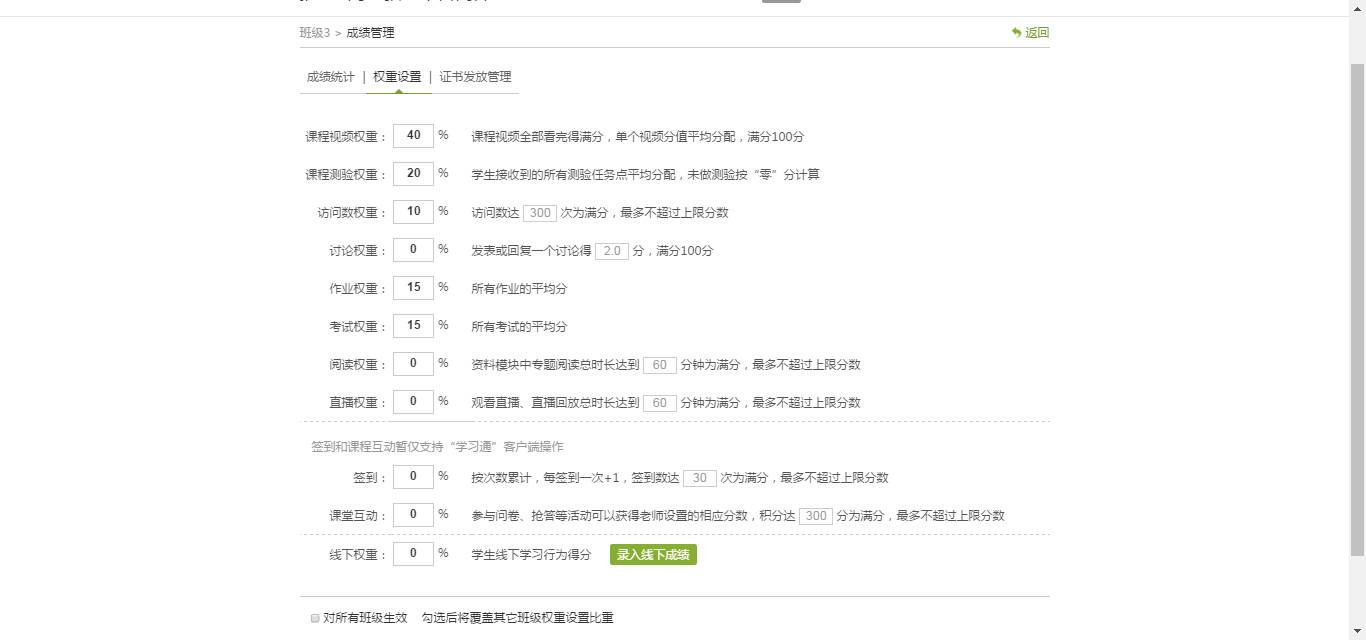 班级3 > 成绩管理 返回
成绩统计 | 权重设置 | 证书发放管理
课程视频权重： 40 % 课程视频全部看完得满分，单个视频分值平均分配，满分100分
课程测验权重： 20 % 学生接收到的所有测验任务点平均分配，未做测验按“零”分计算
访问数权重： 10 % 访问数达 300 次为满分，最多不超过上限分数
讨论权重： 0 % 发表或回复一个讨论得 2.0 分，满分100分
作业权重： 15 % 所有作业的平均分
考试权重： 15 % 所有考试的平均分
阅读权重： 0 % 资料模块中专题阅读总时长达到 60 分钟为满分，最多不超过上限分数
直播权重： 0 % 观看直播、直播回放总时长达到 60 分钟为满分，最多不超过上限分数
签到和课程互动暂仅支持“学习通”客户端操作
签到： 0 % 按次数累计，每签到一次+1，签到数达 30 次为满分，最多不超过上限分数
课堂互动： 0 % 参与问卷、抢答等活动可以获得老师设置的相应分数，积分达 300 分为满分，最多不超过上限分数
线下权重： 0 % 学生线下学习行为得分 录入线下成绩
对所有班级生效 勾选后将覆盖其它班级权重设置比重